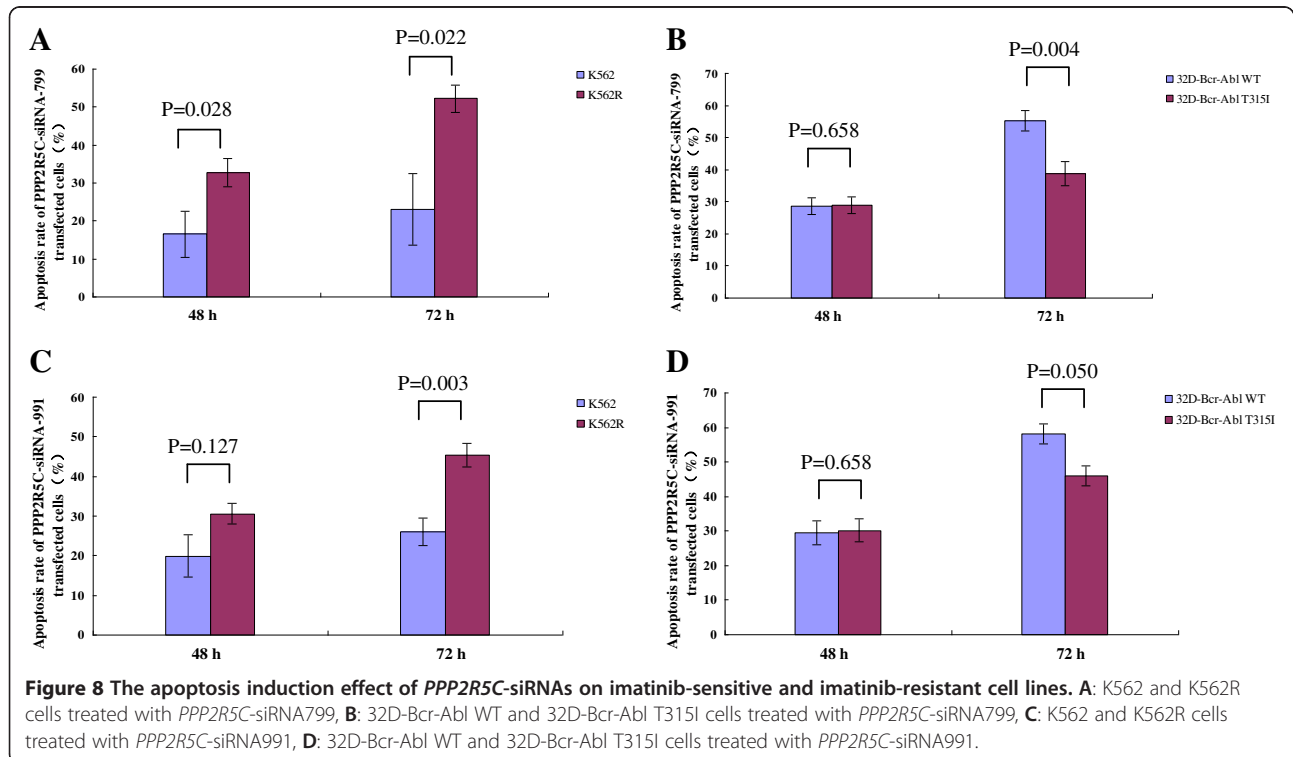 A
P=0.022
P=0.028
Apoptosis rate of PPP2R5C-siRNA-799
transfected cells (%)
60
50
40
30
20
10
0
48 h
72 h
K562
K562R
B
P=0.004
P=0.658
Apoptosis rate of PPP2R5C-siRNA-799
transfected cells (%)
70
60
50
40
30
20
10
0
48 h
72 h
32D-Bcr-Abl WT
32D-Bcr-Abl T315I
C
P=0.003
P=0.127
Apoptosis rate of PPP2R5C-siRNA-991
transfected cells (%)
60
50
40
30
20
10
0
48 h
72 h
K562
K562R
D
P=0.050
P=0.658
Apoptosis rate of PPP2R5C-siRNA-991
transfected cells (%)
70
60
50
40
30
20
10
0
48 h
72 h
32D-Bcr-Abl WT
32D-Bcr-Abl T315I
Figure 8 The apoptosis induction effect of PPP2R5C-siRNAs on imatinib-sensitive and imatinib-resistant cell lines. A: K562 and K562R
cells treated with PPP2R5C-siRNA799, B: 32D-Bcr-Abl WT and 32D-Bcr-Abl T315I cells treated with PPP2R5C-siRNA799, C: K562 and K562R cells
treated with PPP2R5C-siRNA991, D: 32D-Bcr-Abl WT and 32D-Bcr-Abl T315I cells treated with PPP2R5C-siRNA991.